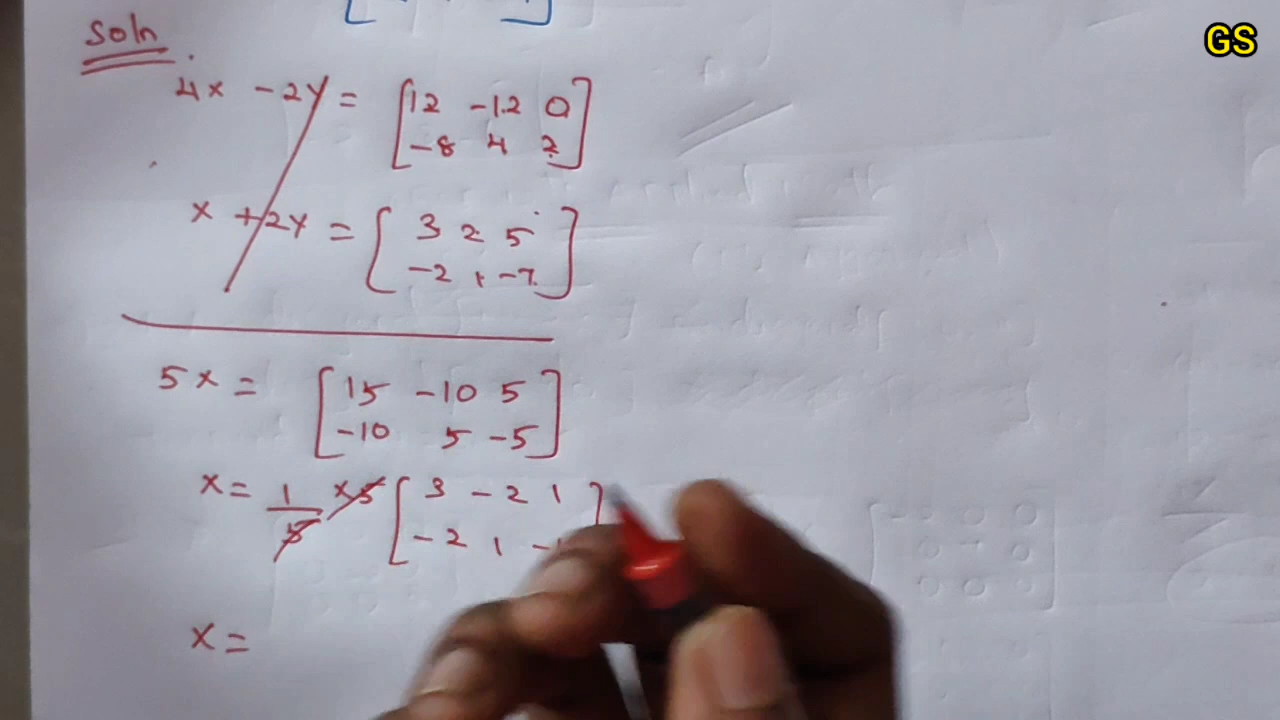 GS
Soln
4x - 2y = [ 12 -12 0
-8 4 2 ]
x + 2y = [ 3 2 5
-2 1 -7 ]
5x = [ 15 -10 5
-10 5 -5 ]
x = 1/5 x5 [ 3 -2 1
-2 1 - ]
x =